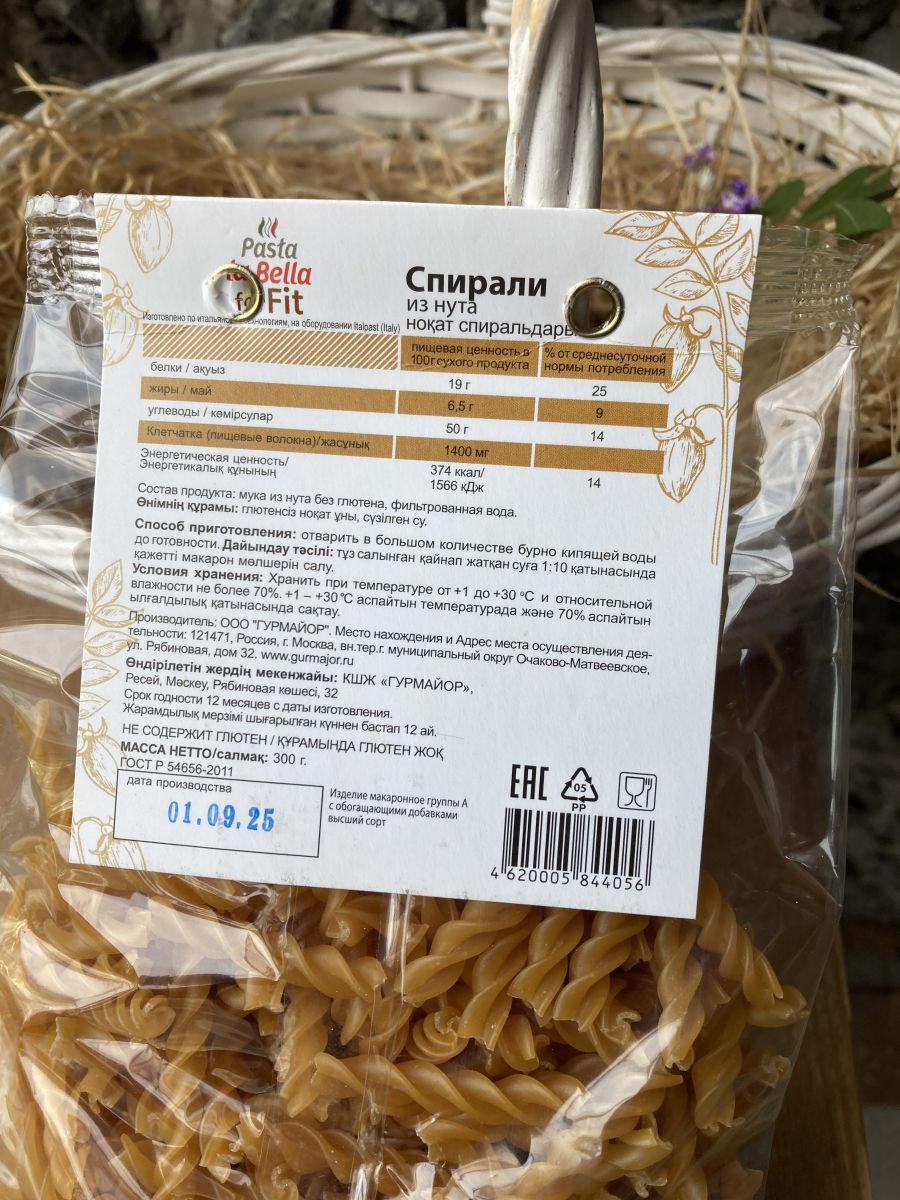 Pasta
Bella
Fit
Изготовлено по технологиям, на оборудовании Italpast (Italy)
Спирали
из нута
ноқат спиральдары
пищевая ценность в 100г сухого продукта
% от среднесуточной нормы потребления
белки / ақуыз 19 г 25
жиры / май 6,5 г 9
углеводы / көмірсулар 50 г 14
Клетчатка (пищевые волокна)/жасұнық 1400 мг
Энергетическая ценность/ 374 ккал/
Энергетикалық құнының 1566 кДж 14
Состав продукта: мука из нута без глютена, фильтрованная вода.
Өнімнің құрамы: глютенсіз ноқат ұны, сүзілген су.
Способ приготовления: отварить в большом количестве бурно кипящей воды
до готовности. Дайындау тәсілі: тұз салынған қайнап жатқан суға 1:10 қатынасында
қажетті макарон мөлшерін салу.
Условия хранения: Хранить при температуре от +1 до +30 °С и относительной
влажности не более 70%. +1 – +30°С аспайтын температурада және 70% аспайтын
ылғалдылық қатынасында сақтау.
Производитель: ООО "ГУРМАЙОР". Место нахождения и Адрес места осуществления дея-
тельности: 121471, Россия, г. Москва, вн.тер.г. муниципальный округ Очаково-Матвеевское,
ул. Рябиновая, дом 32. www.gurmajor.ru
Өндірілетін жердің мекенжайы: КШЖ «ГУРМАЙОР»,
Ресей, Мәскеу, Рябиновая көшесі, 32
Срок годности 12 месяцев с даты изготовления.
Жарамдылық мерзімі шығарылған күннен бастап 12 ай.
НЕ СОДЕРЖИТ ГЛЮТЕН / ҚҰРАМЫНДА ГЛЮТЕН ЖОҚ
МАССА НЕТТО/салмақ: 300 г.
ГОСТ Р 54656-2011
дата производства
01.09.25
Изделие макаронное группы А
с обогащающими добавками
высший сорт
EAC
05
PP
4 620005 844056